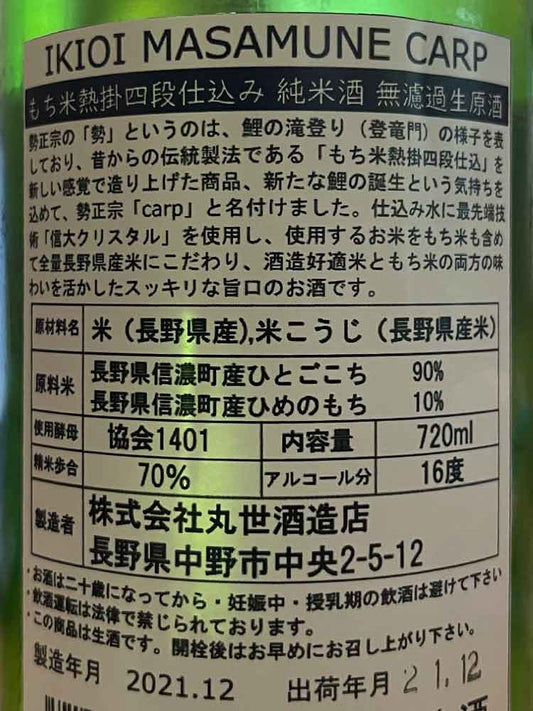 IKIOI MASAMUNE CARP
もち米熱掛四段仕込み 純米酒 無濾過生原酒
勢正宗の「勢」というのは、鯉の滝登り（登竜門）の様子を表
しており、昔からの伝統製法である「もち米熱掛四段仕込」を
新しい感覚で造り上げた商品、新たな鯉の誕生という気持ちを
込めて、勢正宗「carp」と名付けました。仕込み水に最先端技
術「信大クリスタル」を使用し、使用するお米をもち米も含め
て全量長野県産米にこだわり、酒造好適米ともち米の両方の味
わいを活かしたスッキリな旨口のお酒です。
原材料名 米（長野県産),米こうじ（長野県産米）
原料米 長野県信濃町産ひとごこち 90%
長野県信濃町産ひめのもち 10%
使用酵母 協会1401 内容量 720ml
精米歩合 70% アルコール分 16度
製造者 株式会社丸世酒造店
長野県中野市中央2-5-12
・お酒は二十歳になってから・妊娠中・授乳期の飲酒は避けて下さい
・飲酒運転は法律で禁じられております。
・この商品は生酒です。開栓後はお早めにお召し上がり下さい。
製造年月 2021.12 出荷年月 21.12
酒